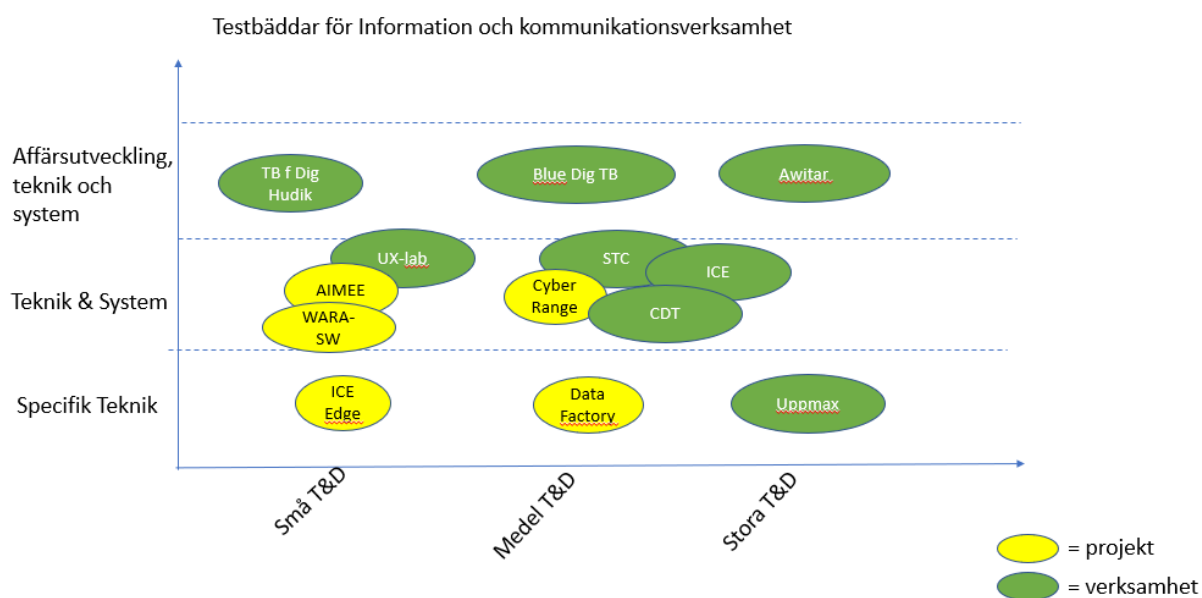 Testbäddar för Information och kommunikationsverksamhet
Affärsutveckling,
teknik och
system
TB f Dig
Hudik
Blue Dig TB
Awitar
Teknik & System
UX-lab
AIMEE
WARA-
SW
STC
ICE
Cyber
Range
CDT
Specifik Teknik
ICE
Edge
Data
Factory
Uppmax
Små T&D
Medel T&D
Stora T&D
= projekt
= verksamhet